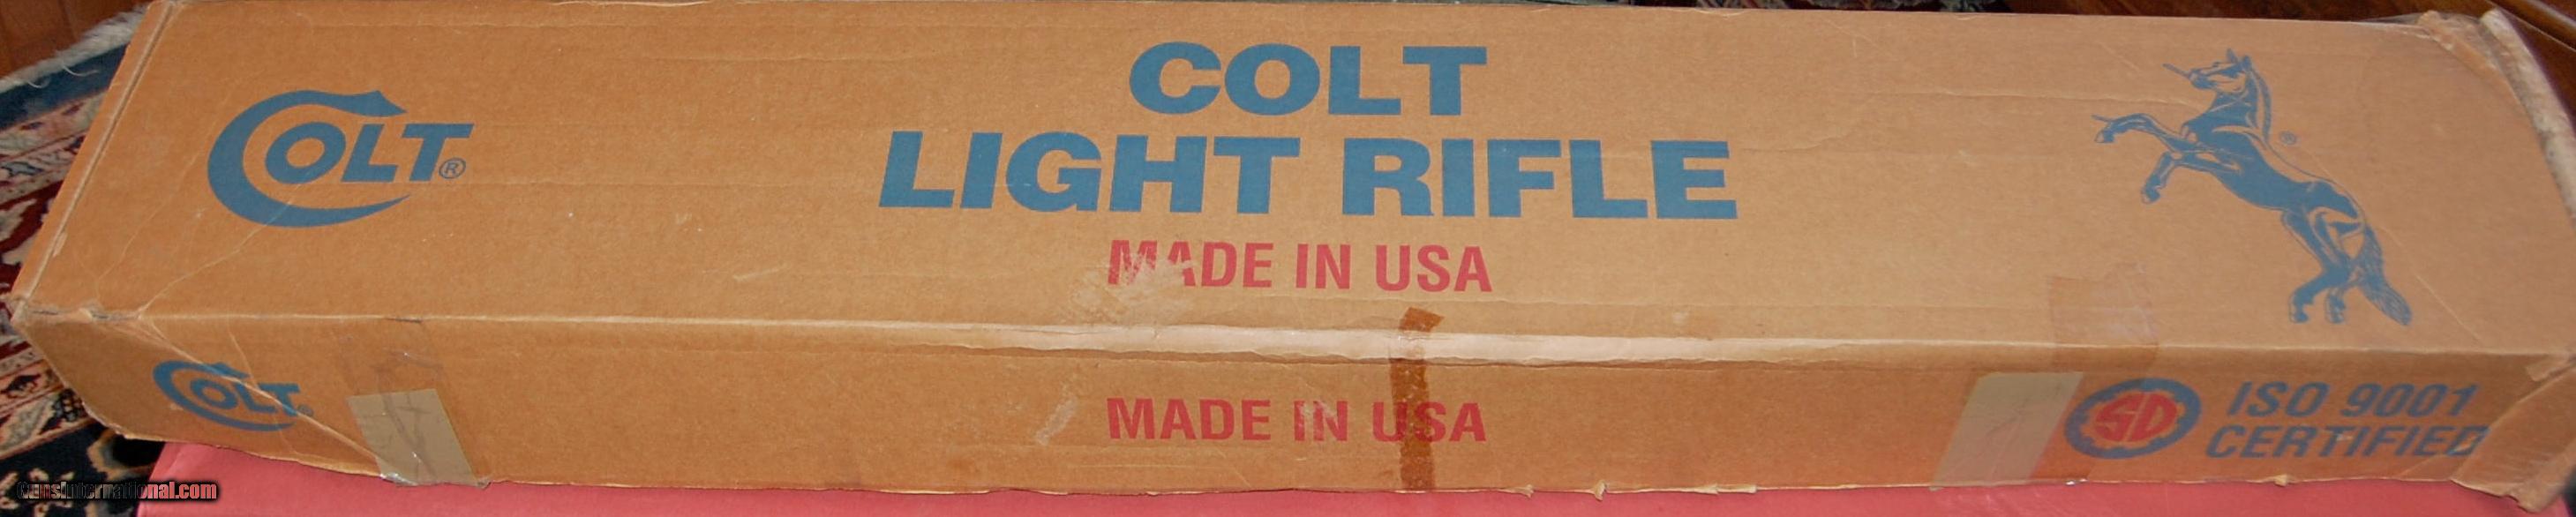 COLT
LIGHT RIFLE
COLT®
®
MADE IN USA
COLT®
MADE IN USA
SD
ISO 9001
CERTIFIED
GunsInternational.com